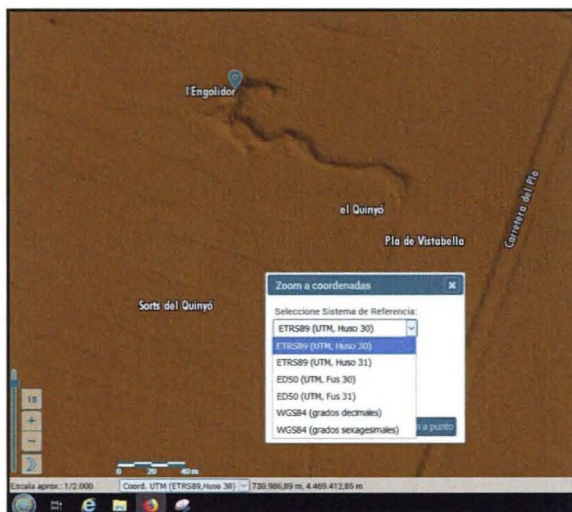 l'Engolidor
el Quinyó
Pla de Vistabella
Carretera del Pla
Sorts del Quinyó
Zoom a coordenadas
Seleccione Sistema de Referencia:
ETRS89 (UTM, Huso 30)
ETRS89 (UTM, Huso 30)
ETRS89 (UTM, Huso 31)
ED50 (UTM, Fus 30)
ED50 (UTM, Fus 31)
WGS84 (grados decimales)
WGS84 (grados sexagesimales)
a punto
18
0 20 40 m
Escala aprox.: 1/2.000 Coord. UTM (ETRS89,Huso 30) 730.986,89 m, 4.469.412,85 m